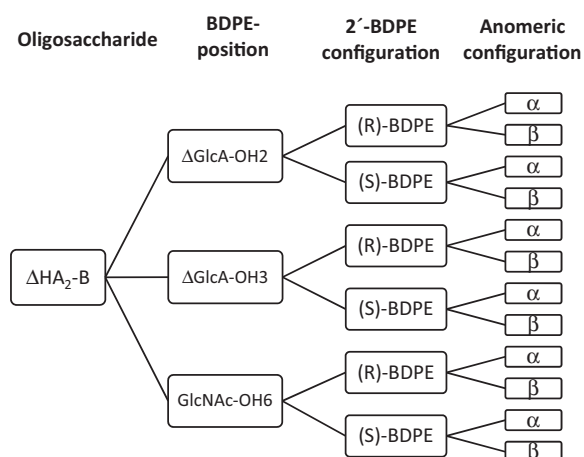 Oligosaccharide
BDPE-
position
2´-BDPE
configuration
Anomeric
configuration
ΔHA₂-B
ΔGlcA-OH2
(R)-BDPE
α
β
(S)-BDPE
α
β
ΔGlcA-OH3
(R)-BDPE
α
β
(S)-BDPE
α
β
GlcNAc-OH6
(R)-BDPE
α
β
(S)-BDPE
α
β